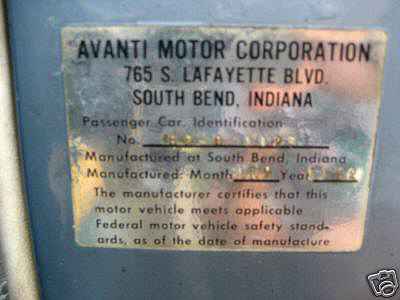 AVANTI MOTOR CORPORATION
765 S. LAFAYETTE BLVD.
SOUTH BEND, INDIANA
Passenger Car, Identification
No.
Manufactured at South Bend, Indiana
Manufactured: Month Year
The manufacturer certifies that this
motor vehicle meets applicable
Federal motor vehicle safety stand-
ards, as of the date of manufacture